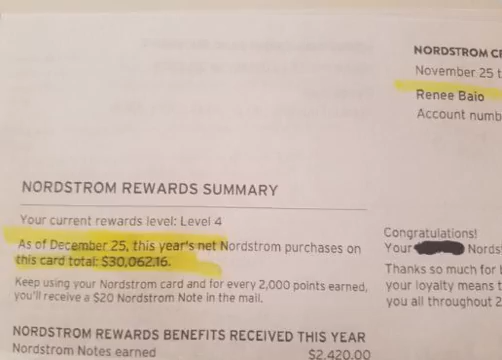 NORDSTROM
November 25
Renee Baio
Account
NORDSTROM REWARDS SUMMARY
Your current rewards level: Level 4
As of December 25, this year's net Nordstrom purchases on
this card total: $30,062.16.
Keep using your Nordstrom card and for every 2,000 points earned,
you'll receive a $20 Nordstrom Note in the mail.
NORDSTROM REWARDS BENEFITS RECEIVED THIS YEAR
Nordstrom Notes earned $2,420.00
Congratulations!
Your
Thanks so much for
your loyalty means
you all throughout